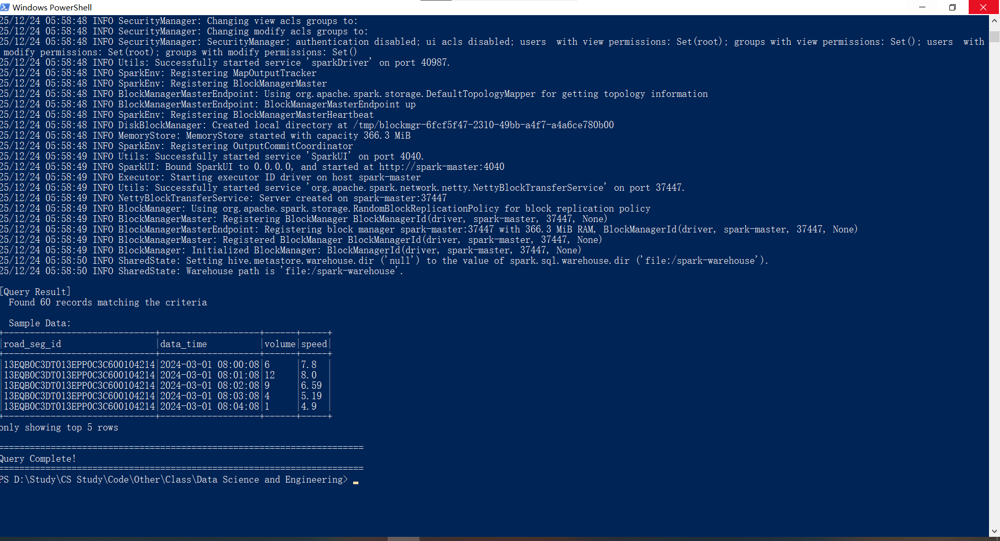 Windows PowerShell
25/12/24 05:58:48 INFO SecurityManager: Changing view acls groups to:
25/12/24 05:58:48 INFO SecurityManager: Changing modify acls groups to:
25/12/24 05:58:48 INFO SecurityManager: SecurityManager: authentication disabled; ui acls disabled; users  with view permissions: Set(root); groups with view permissions: Set(); users  with
modify permissions: Set(root); groups with modify permissions: Set()
25/12/24 05:58:48 INFO Utils: Successfully started service 'sparkDriver' on port 40987.
25/12/24 05:58:48 INFO SparkEnv: Registering MapOutputTracker
25/12/24 05:58:48 INFO SparkEnv: Registering BlockManagerMaster
25/12/24 05:58:48 INFO BlockManagerMasterEndpoint: Using org.apache.spark.storage.DefaultTopologyMapper for getting topology information
25/12/24 05:58:48 INFO BlockManagerMasterEndpoint: BlockManagerMasterEndpoint up
25/12/24 05:58:48 INFO SparkEnv: Registering BlockManagerMasterHeartbeat
25/12/24 05:58:48 INFO DiskBlockManager: Created local directory at /tmp/blockmgr-6fcf5f47-2310-49bb-a4f7-a4a6ce780b00
25/12/24 05:58:48 INFO MemoryStore: MemoryStore started with capacity 366.3 MiB
25/12/24 05:58:48 INFO SparkEnv: Registering OutputCommitCoordinator
25/12/24 05:58:49 INFO Utils: Successfully started service 'SparkUI' on port 4040.
25/12/24 05:58:49 INFO SparkUI: Bound SparkUI to 0.0.0.0, and started at http://spark-master:4040
25/12/24 05:58:49 INFO Executor: Starting executor ID driver on host spark-master
25/12/24 05:58:49 INFO Utils: Successfully started service 'org.apache.spark.network.netty.NettyBlockTransferService' on port 37447.
25/12/24 05:58:49 INFO NettyBlockTransferService: Server created on spark-master:37447
25/12/24 05:58:49 INFO BlockManager: Using org.apache.spark.storage.RandomBlockReplicationPolicy for block replication policy
25/12/24 05:58:49 INFO BlockManagerMaster: Registering BlockManager BlockManagerId(driver, spark-master, 37447, None)
25/12/24 05:58:49 INFO BlockManagerMasterEndpoint: Registering block manager spark-master:37447 with 366.3 MiB RAM, BlockManagerId(driver, spark-master, 37447, None)
25/12/24 05:58:49 INFO BlockManagerMaster: Registered BlockManager BlockManagerId(driver, spark-master, 37447, None)
25/12/24 05:58:49 INFO BlockManager: Initialized BlockManager: BlockManagerId(driver, spark-master, 37447, None)
25/12/24 05:58:50 INFO SharedState: Setting hive.metastore.warehouse.dir ('null') to the value of spark.sql.warehouse.dir ('file:/spark-warehouse').
25/12/24 05:58:50 INFO SharedState: Warehouse path is 'file:/spark-warehouse'.
[Query Result]
Found 60 records matching the criteria
Sample Data:
+-----------------------------+-------------------+------+-----+
|road_seg_id                  |data_time          |volume|speed|
+-----------------------------+-------------------+------+-----+
|13EQB0C3DT013EPP0C3C600104214|2024-03-01 08:00:08|6     |7.8  |
|13EQB0C3DT013EPP0C3C600104214|2024-03-01 08:01:08|12    |8.0  |
|13EQB0C3DT013EPP0C3C600104214|2024-03-01 08:02:08|9     |6.59 |
|13EQB0C3DT013EPP0C3C600104214|2024-03-01 08:03:08|4     |5.19 |
|13EQB0C3DT013EPP0C3C600104214|2024-03-01 08:04:08|1     |4.9  |
+-----------------------------+-------------------+------+-----+
only showing top 5 rows
======================================================================
Query Complete!
======================================================================
PS D:\Study\CS Study\Code\Other\Class\Data Science and Engineering>